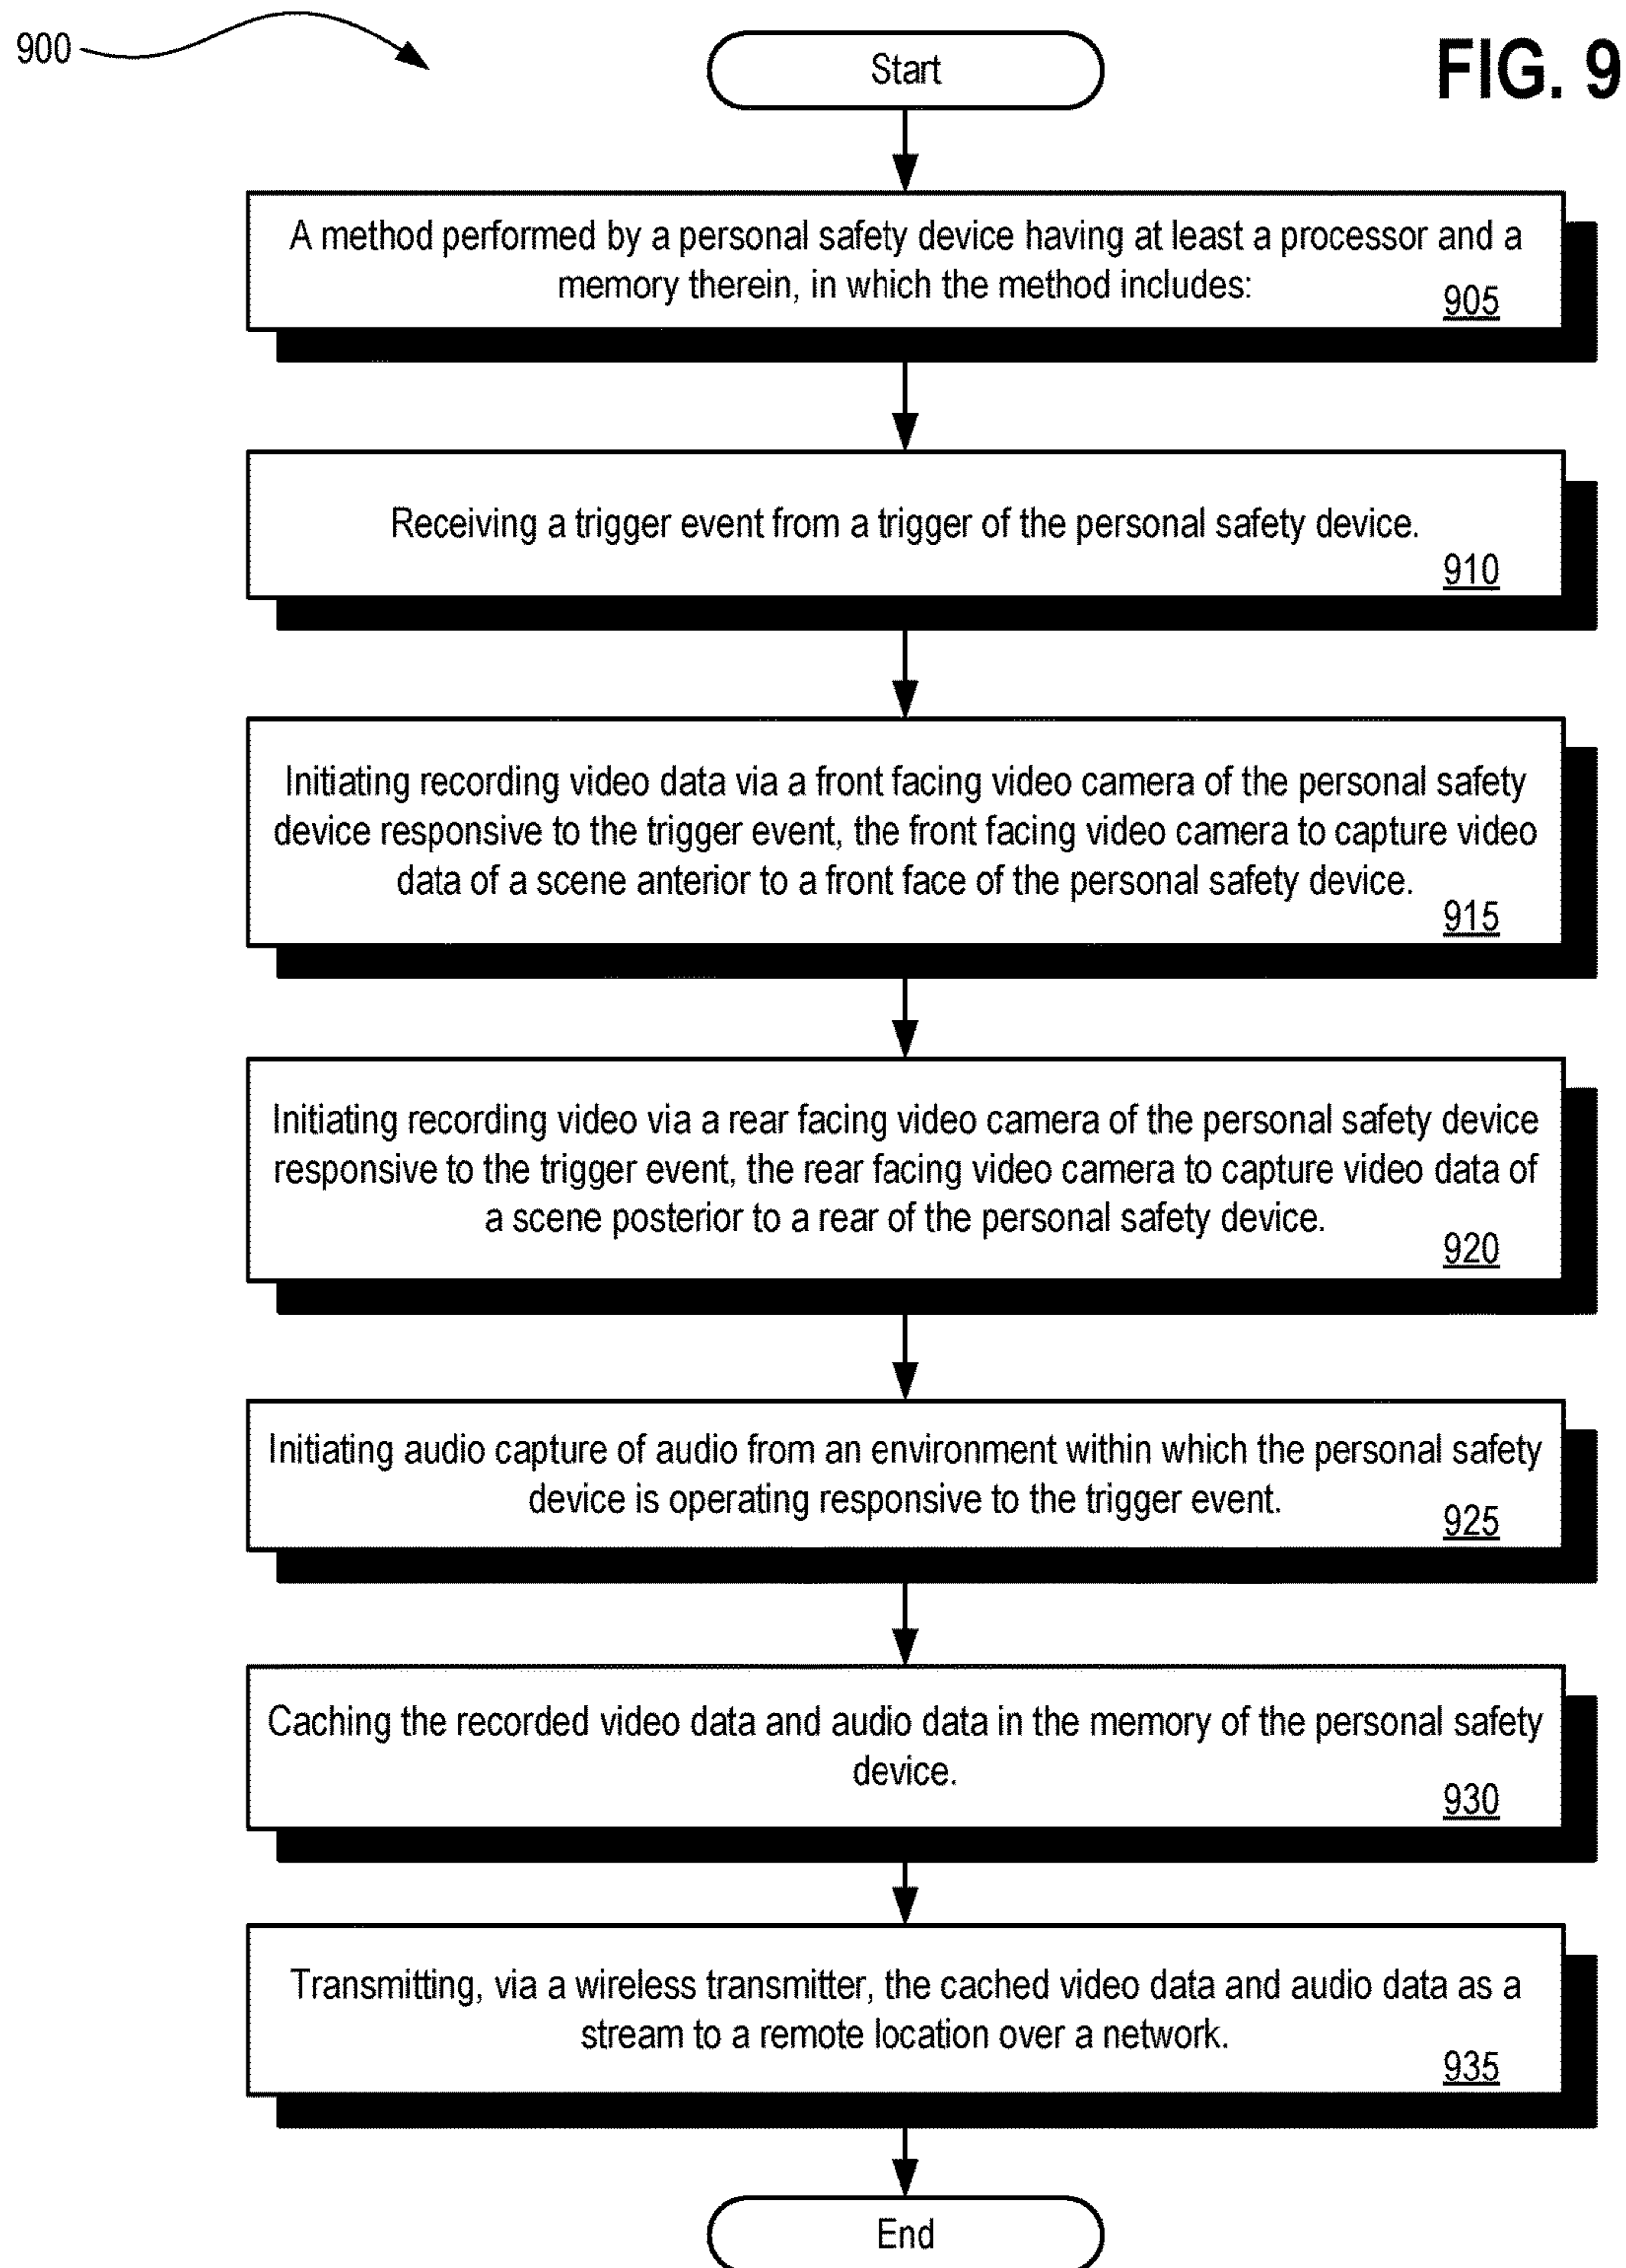 900
Start
FIG. 9
A method performed by a personal safety device having at least a processor and a
memory therein, in which the method includes:
905
Receiving a trigger event from a trigger of the personal safety device.
910
Initiating recording video data via a front facing video camera of the personal safety
device responsive to the trigger event, the front facing video camera to capture video
data of a scene anterior to a front face of the personal safety device.
915
Initiating recording video via a rear facing video camera of the personal safety device
responsive to the trigger event, the rear facing video camera to capture video data of
a scene posterior to a rear of the personal safety device.
920
Initiating audio capture of audio from an environment within which the personal safety
device is operating responsive to the trigger event.
925
Caching the recorded video data and audio data in the memory of the personal safety
device.
930
Transmitting, via a wireless transmitter, the cached video data and audio data as a
stream to a remote location over a network.
935
End